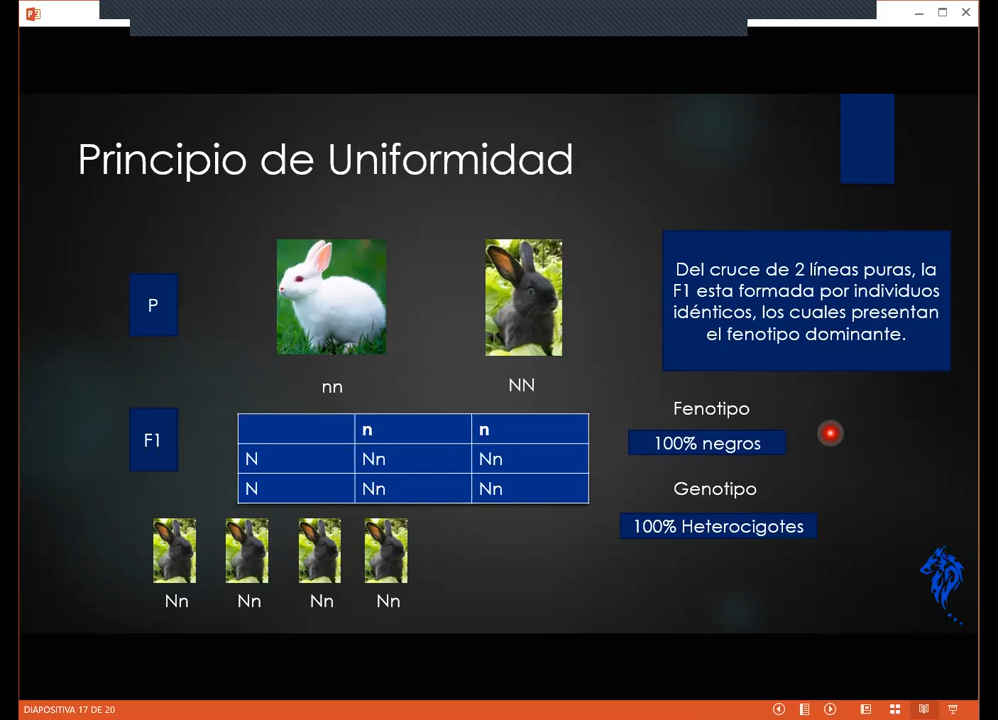 Principio de Uniformidad
P
nn
NN
Del cruce de 2 líneas puras, la
F1 esta formada por individuos
idénticos, los cuales presentan
el fenotipo dominante.
F1
n n
N Nn Nn
N Nn Nn
Fenotipo
100% negros
Genotipo
100% Heterocigotes
Nn Nn Nn Nn
DIAPOSITIVA 17 DE 20